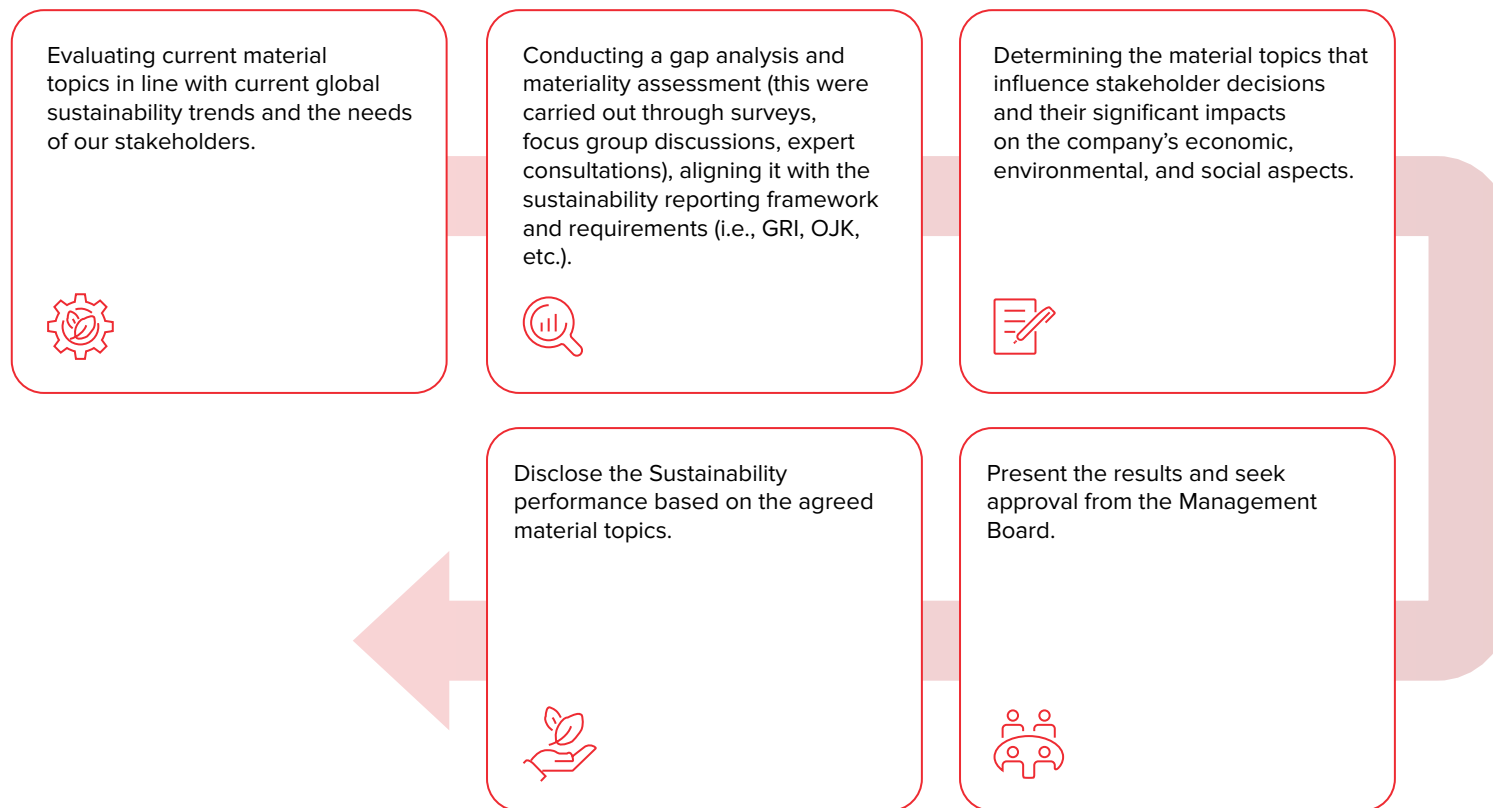 Evaluating current material
topics in line with current global
sustainability trends and the needs
of our stakeholders.
Conducting a gap analysis and
materiality assessment (this were
carried out through surveys,
focus group discussions, expert
consultations), aligning it with the
sustainability reporting framework
and requirements (i.e., GRI, OJK,
etc.).
Determining the material topics that
influence stakeholder decisions
and their significant impacts
on the company’s economic,
environmental, and social aspects.
Present the results and seek
approval from the Management
Board.
Disclose the Sustainability
performance based on the agreed
material topics.